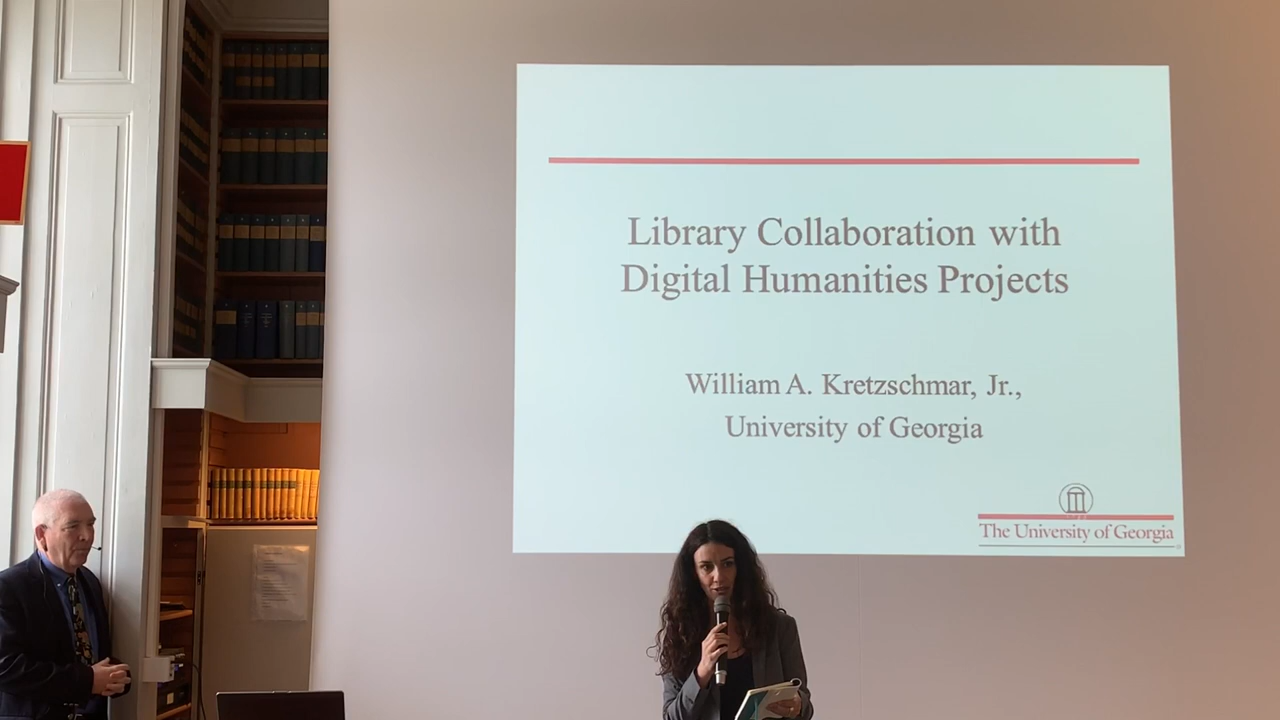 Library Collaboration with
Digital Humanities Projects
William A. Kretzschmar, Jr.,
University of Georgia
The University of Georgia